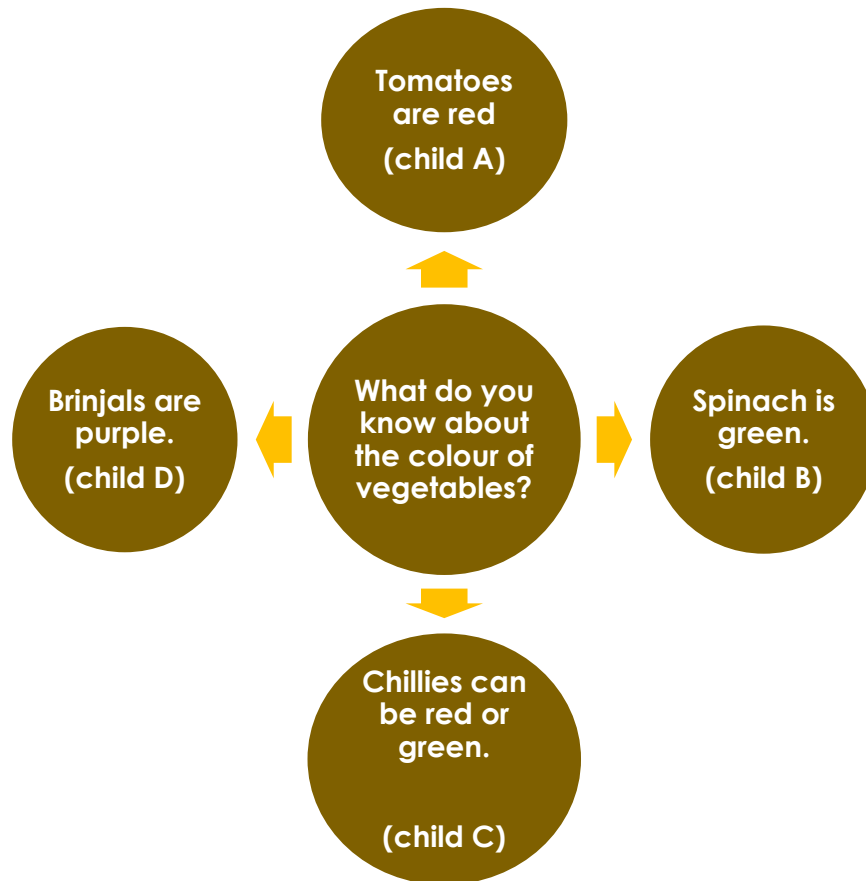 Tomatoes
are red
(child A)
Brinjals are
purple.
(child D)
What do you
know about
the colour of
vegetables?
Spinach is
green.
(child B)
Chillies can
be red or
green.
(child C)